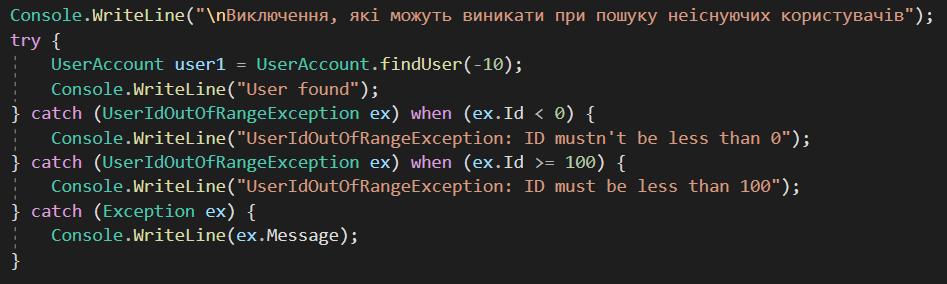 Console.WriteLine("\nВиключення, які можуть виникати при пошуку неіснуючих користувачів");
try {
    UserAccount user1 = UserAccount.findUser(-10);
    Console.WriteLine("User found");
} catch (UserIdOutOfRangeException ex) when (ex.Id < 0) {
    Console.WriteLine("UserIdOutOfRangeException: ID mustn't be less than 0");
} catch (UserIdOutOfRangeException ex) when (ex.Id >= 100) {
    Console.WriteLine("UserIdOutOfRangeException: ID must be less than 100");
} catch (Exception ex) {
    Console.WriteLine(ex.Message);
}